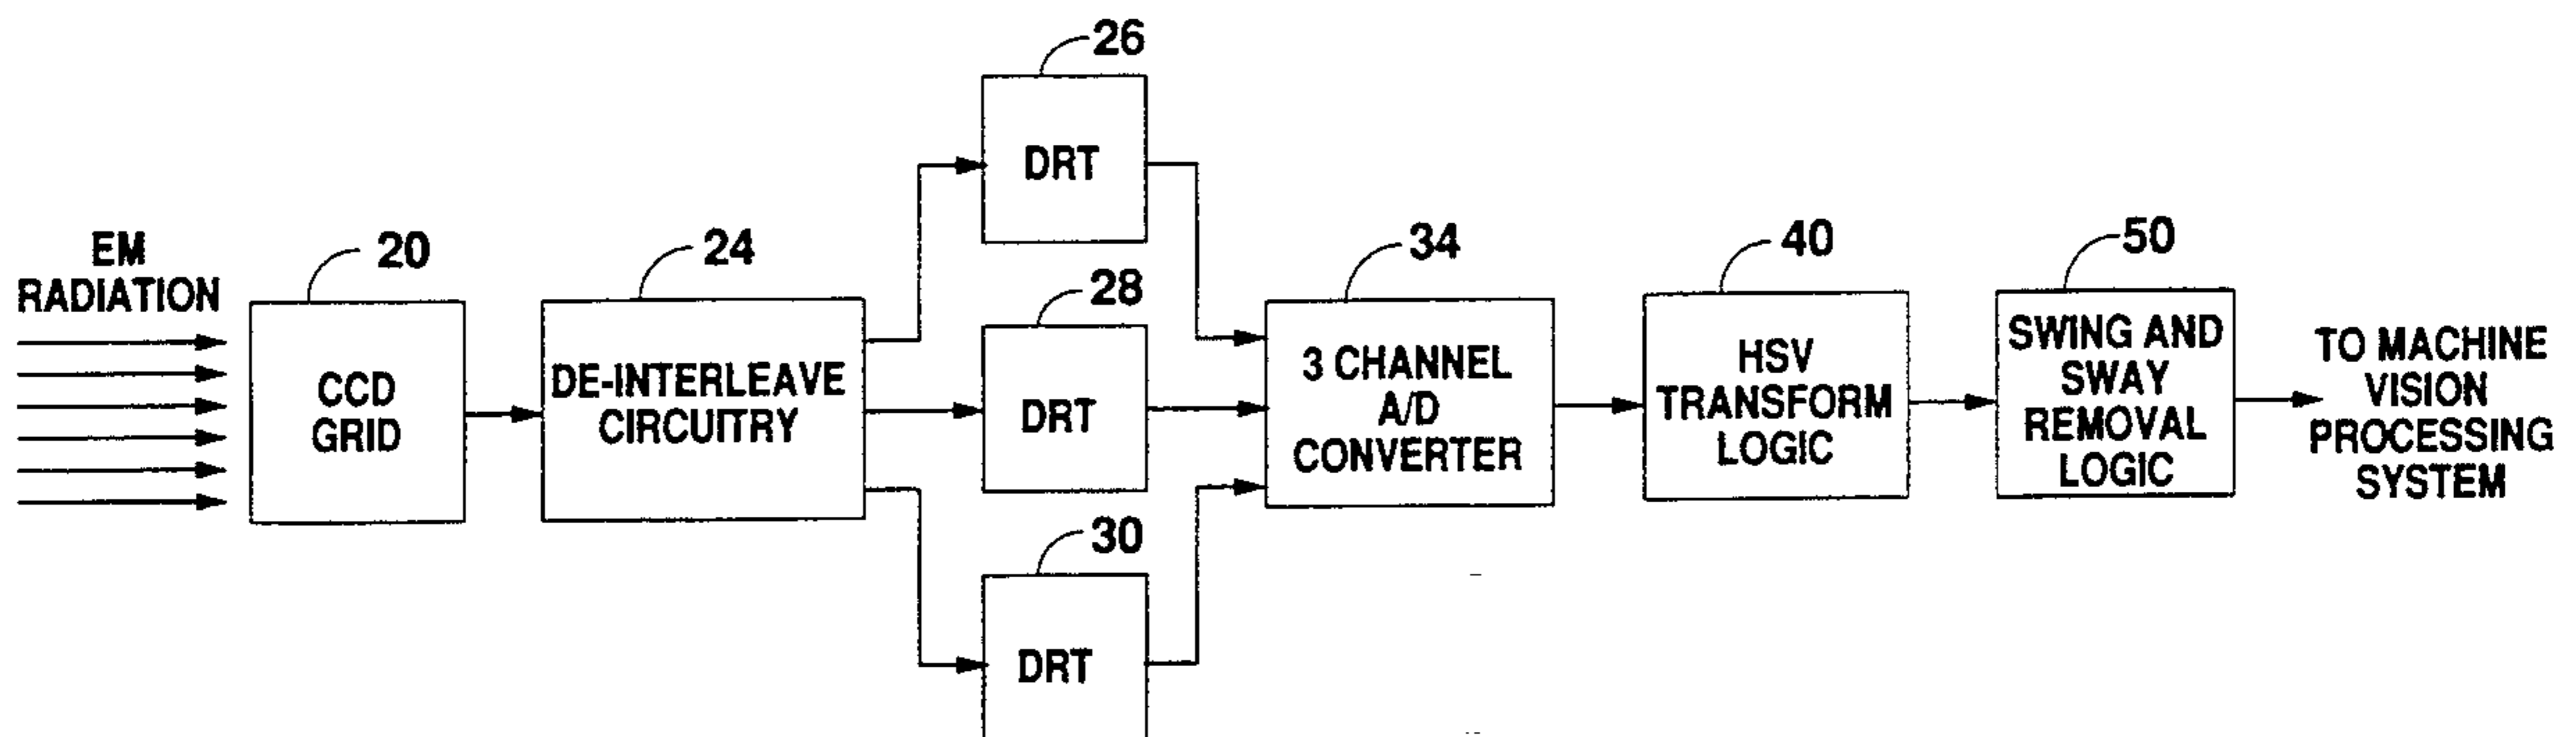 26
DRT
EM
RADIATION
20
CCD
GRID
24
DE-INTERLEAVE
CIRCUITRY
28
DRT
30
DRT
34
3 CHANNEL
A/D
CONVERTER
40
HSV
TRANSFORM
LOGIC
50
SWING AND
SWAY
REMOVAL
LOGIC
TO MACHINE
VISION
PROCESSING
SYSTEM